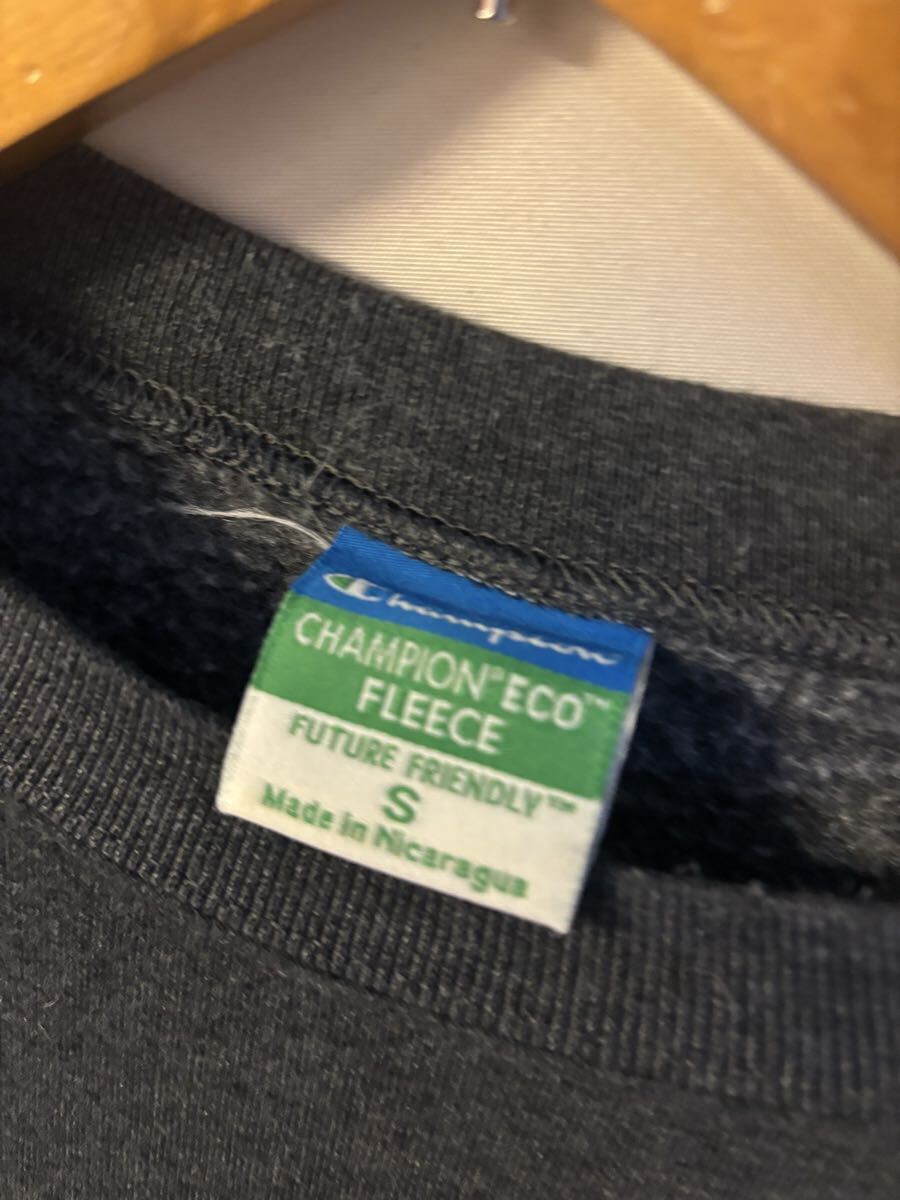 Champion
CHAMPION® ECO™
FLEECE
FUTURE FRIENDLY™
S
Made in Nicaragua